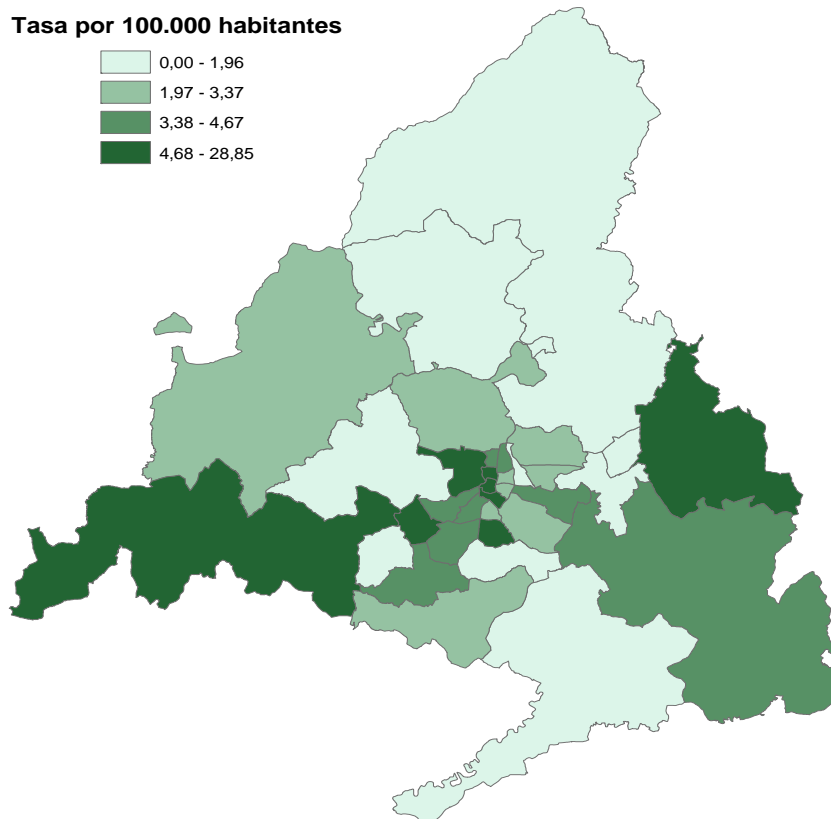 Tasa por 100.000 habitantes
0,00 - 1,96
1,97 - 3,37
3,38 - 4,67
4,68 - 28,85